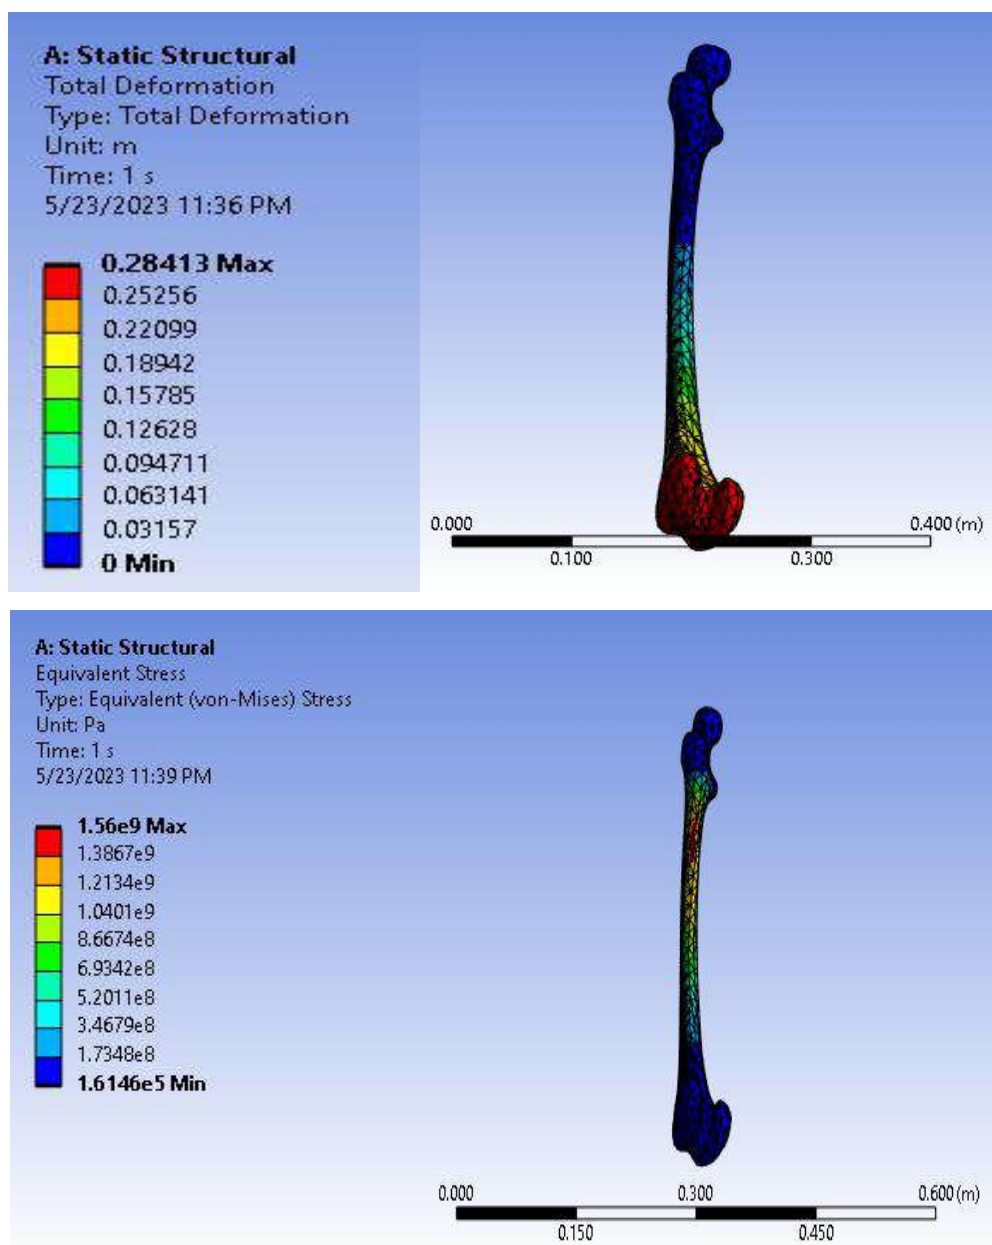 A: Static Structural
Total Deformation
Type: Total Deformation
Unit: m
Time: 1 s
5/23/2023 11:36 PM
0.28413 Max
0.25256
0.22099
0.18942
0.15785
0.12628
0.094711
0.063141
0.03157
0 Min
0.000
0.400 (m)
0.100
0.300
A: Static Structural
Equivalent Stress
Type: Equivalent (von-Mises) Stress
Unit: Pa
Time: 1 s
5/23/2023 11:39 PM
1.56e9 Max
1.3867e9
1.2134e9
1.0401e9
8.6674e8
6.9342e8
5.2011e8
3.4679e8
1.7348e8
1.6146e5 Min
0.000
0.300
0.600 (m)
0.150
0.450